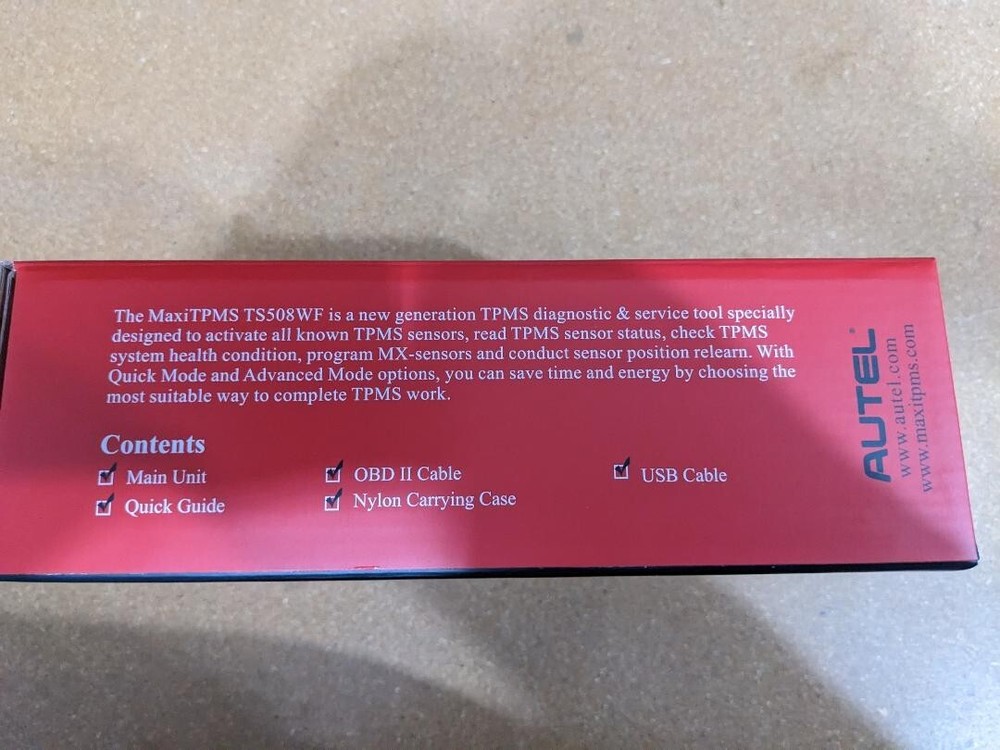 The MaxiTPMS TS508WF is a new generation TPMS diagnostic & service tool specially
designed to activate all known TPMS sensors, read TPMS sensor status, check TPMS
system health condition, program MX-sensors and conduct sensor position relearn. With
Quick Mode and Advanced Mode options, you can save time and energy by choosing the
most suitable way to complete TPMS work.
Contents
Main Unit
OBD II Cable
USB Cable
Quick Guide
Nylon Carrying Case
AUTEL
www.autel.com
www.maxitpms.com